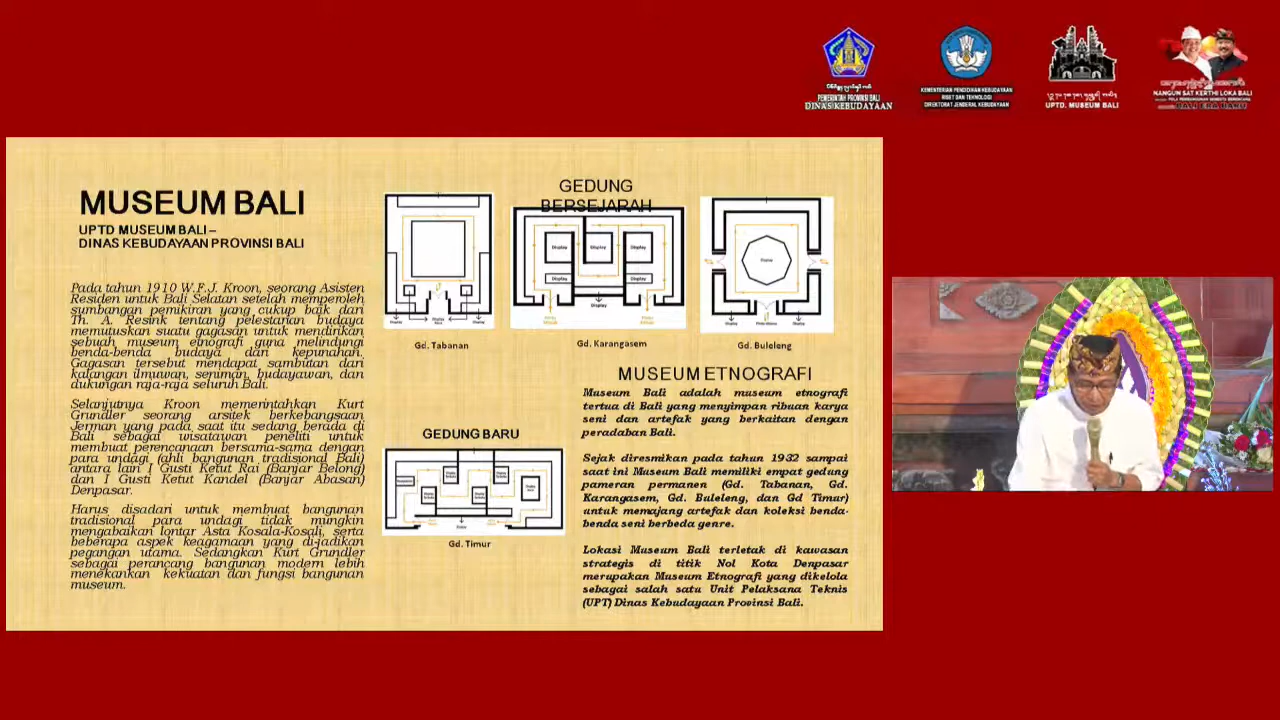 PEMERINTAH PROVINSI BALI
DINAS KEBUDAYAAN
KEMENTERIAN PENDIDIKAN KEBUDAYAAN
RISET DAN TEKNOLOGI
DIREKTORAT JENDERAL KEBUDAYAAN
UPTD. MUSEUM BALI
NANGUN SAT KERTHI LOKA BALI
BALI ERA BARU
MUSEUM BALI
UPTD MUSEUM BALI –
DINAS KEBUDAYAAN PROVINSI BALI
Pada tahun 1910 W.F.J. Kroon, seorang Asisten
Residen untuk Bali Selatan setelah memperoleh
sumbangan pemikiran yang cukup baik dari
Th. A. Resink tentang pelestarian budaya
memutuskan suatu gagasan untuk mendirikan
sebuah museum etnografi guna melindungi
benda-benda budaya dari kepunahan.
Gagasan tersebut mendapat sambutan dari
kalangan ilmuwan, seniman, budayawan, dan
dukungan raja-raja seluruh Bali.
Selanjutnya Kroon memerintahkan Kurt
Grundler seorang arsitek berkebangsaan
Jerman yang pada saat itu sedang berada di
Bali sebagai wisatawan peneliti untuk
membuat perencanaan bersama-sama dengan
para undagi (ahli bangunan tradisional Bali)
antara lain I Gusti Ketut Rai (Banjar Belong)
dan I Gusti Ketut Kandel (Banjar Abasan)
Denpasar.
Harus disadari untuk membuat bangunan
tradisional para undagi tidak mungkin
mengabaikan lontar Asta Kosala-Kosali, serta
beberapa aspek keagamaan yang di-jadikan
pegangan utama. Sedangkan Kurt Grundler
sebagai perancang bangunan modern lebih
menekankan kekuatan dan fungsi bangunan
museum.
GEDUNG
BERSEJARAH
Display
Display
Gd. Tabanan
Display
Display
Display
Display
Display
Display
Gd. Karangasem
Display
Display
Gd. Buleleng
GEDUNG BARU
Gd. Timur
MUSEUM ETNOGRAFI
Museum Bali adalah museum etnografi
tertua di Bali yang menyimpan ribuan karya
seni dan artefak yang berkaitan dengan
peradaban Bali.
Sejak diresmikan pada tahun 1932 sampai
saat ini Museum Bali memiliki empat gedung
pameran permanen (Gd. Tabanan, Gd.
Karangasem, Gd. Buleleng, dan Gd Timur)
untuk memajang artefak dan koleksi benda-
benda seni berbeda genre.
Lokasi Museum Bali terletak di kawasan
strategis di titik Nol Kota Denpasar
merupakan Museum Etnografi yang dikelola
sebagai salah satu Unit Pelaksana Teknis
(UPT) Dinas Kebudayaan Provinsi Bali.